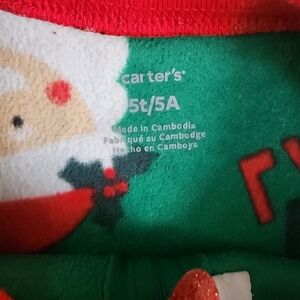 carter's
5t/5A
Made in Cambodia
Fabriqué au Cambodge
Hecho en Camboya